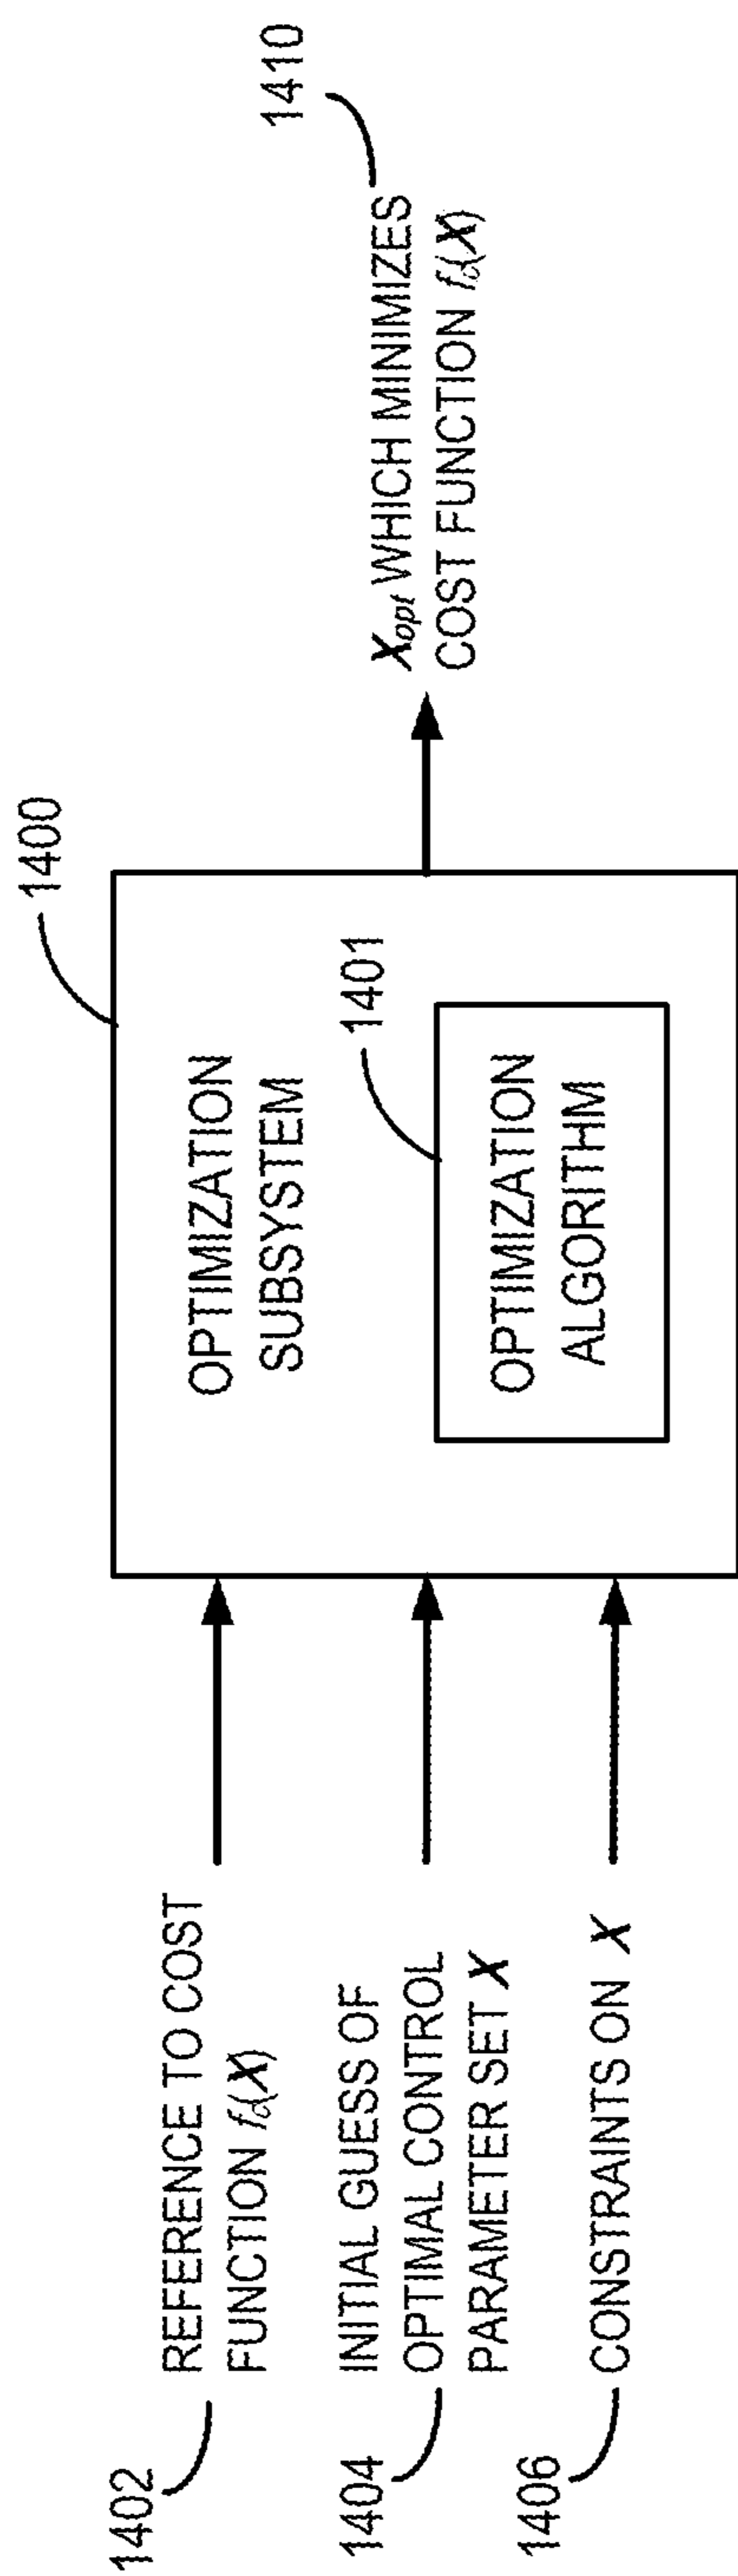 1402
REFERENCE TO COST
FUNCTION fc(X)
1404
INITIAL GUESS OF
OPTIMAL CONTROL
PARAMETER SET X
1406
CONSTRAINTS ON X
1400
OPTIMIZATION
SUBSYSTEM
1401
OPTIMIZATION
ALGORITHM
1410
Xopt WHICH MINIMIZES
COST FUNCTION fc(X)